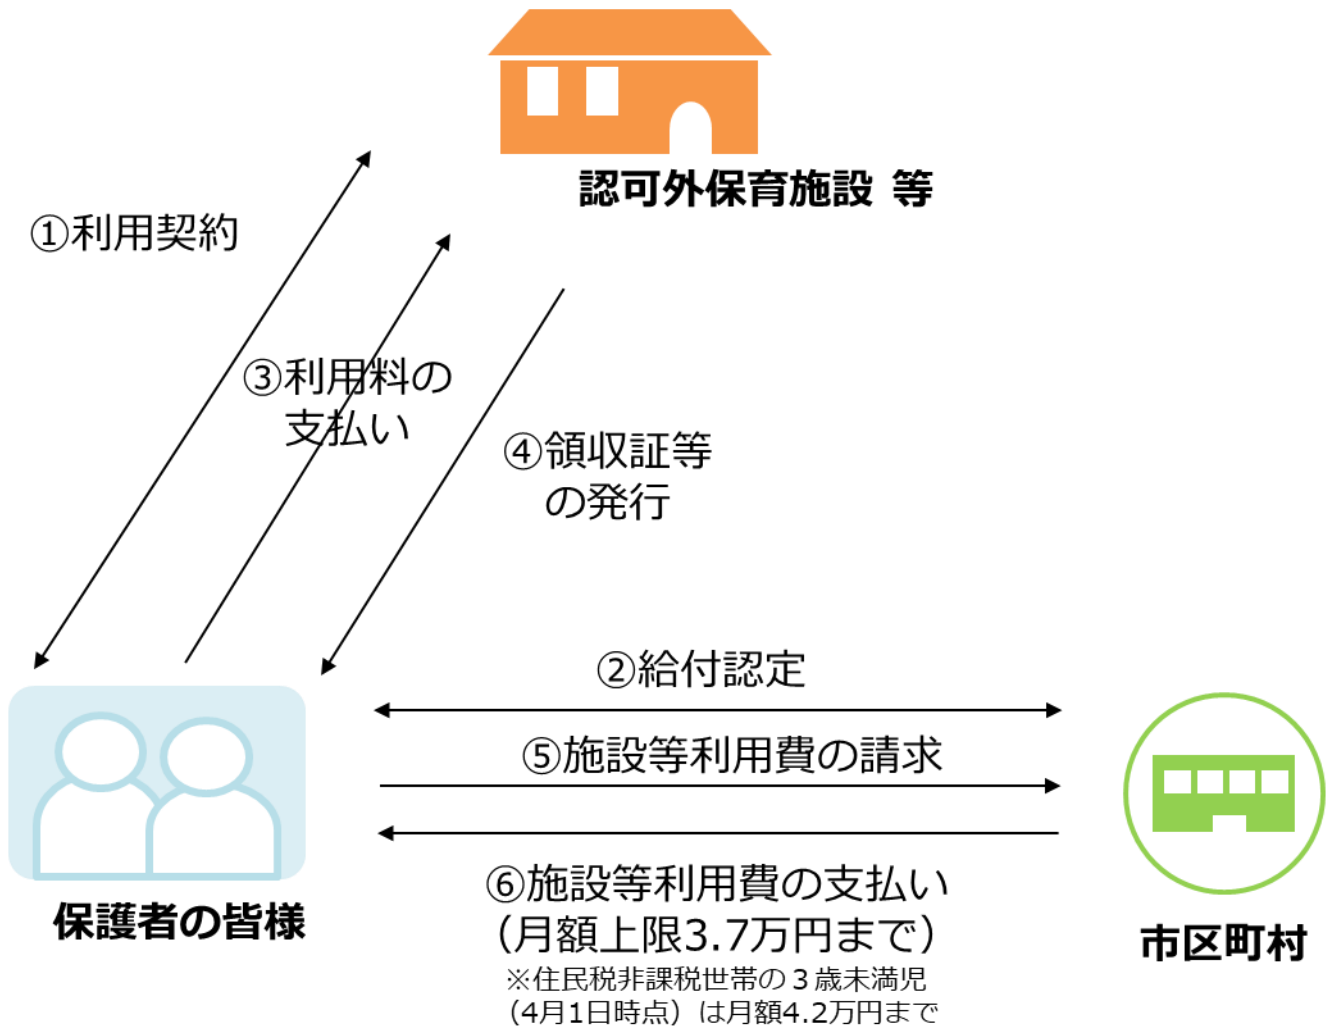 認可外保育施設 等
①利用契約
③利用料の
支払い
④領収証等
の発行
②給付認定
⑤施設等利用費の請求
⑥施設等利用費の支払い
（月額上限3.7万円まで）
※住民税非課税世帯の３歳未満児
（4月1日時点）は月額4.2万円まで
保護者の皆様
市区町村